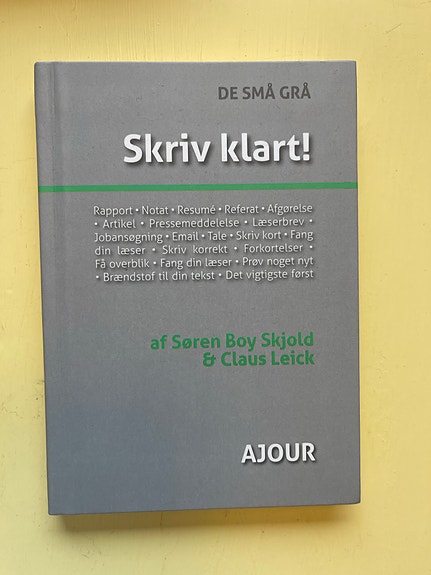 DE SMÅ GRÅ
Skriv klart!
Rapport • Notat • Resumé • Referat • Afgørelse
• Artikel • Pressemeddelelse • Læserbrev •
Jobansøgning • Email • Tale • Skriv kort • Fang
din læser • Skriv korrekt • Forkortelser •
Få overblik • Fang din læser • Prøv noget nyt
• Brændstof til din tekst • Det vigtigste først
af Søren Boy Skjold
& Claus Leick
AJOUR